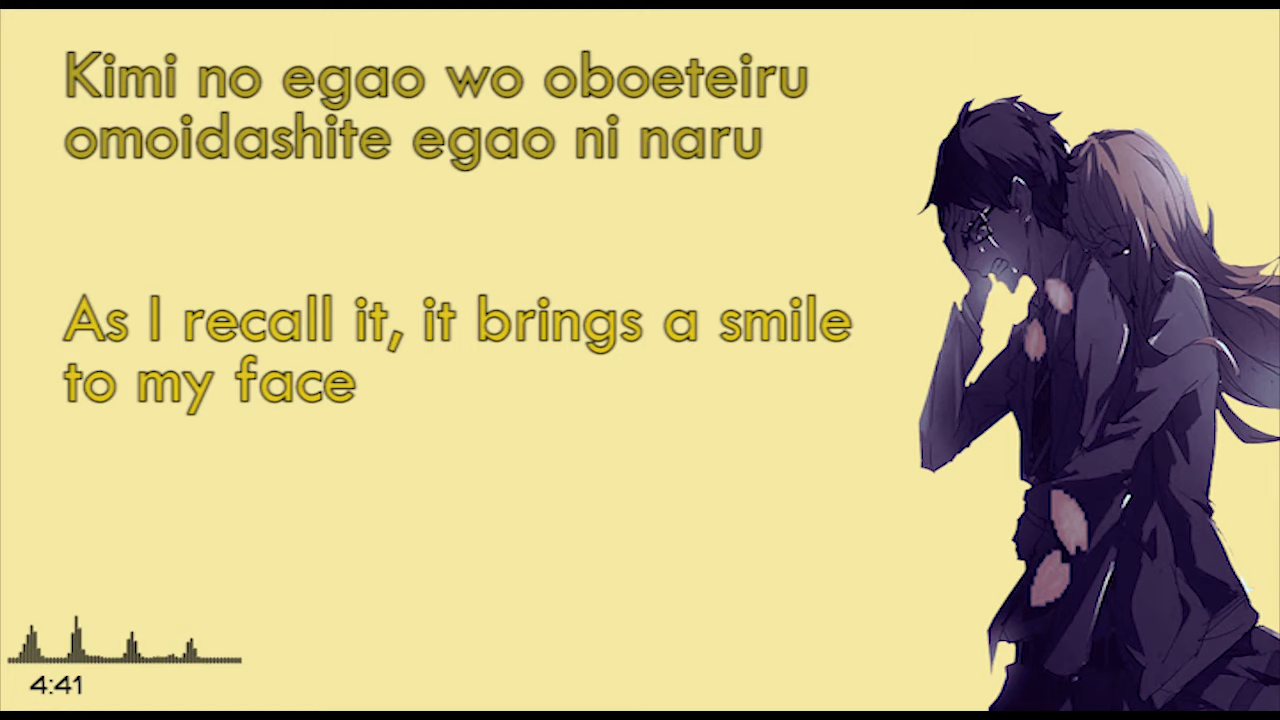 Kimi no egao wo oboeteiru
omoidashite egao ni naru
As I recall it, it brings a smile
to my face
4:41